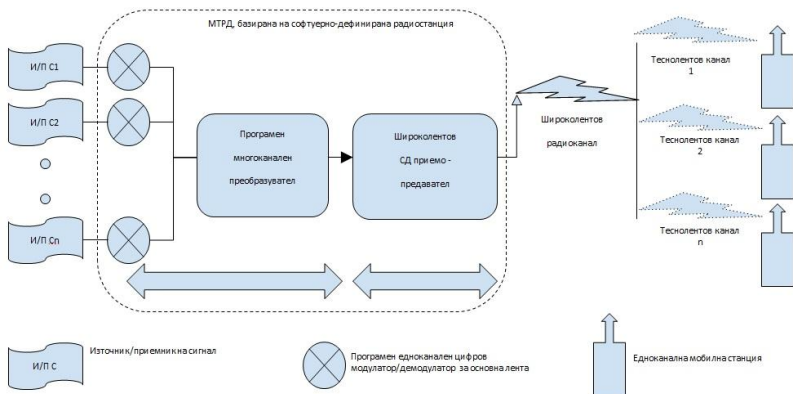 МТРД, базирана на софтуерно-дефинирана радиостанция
И/П С1
И/П С2
И/П Сn
Програмен
многоканален
преобразувател
Широколентов
СД приемо -
предавател
Широколентов
радиоканал
Теснолентов канал
1
Теснолентов канал
2
Теснолентов канал
n
И/П С
Източник/приемник на сигнал
Програмен едноканален цифров
модулатор/демодулатор за основна лента
Едноканална мобилна станция